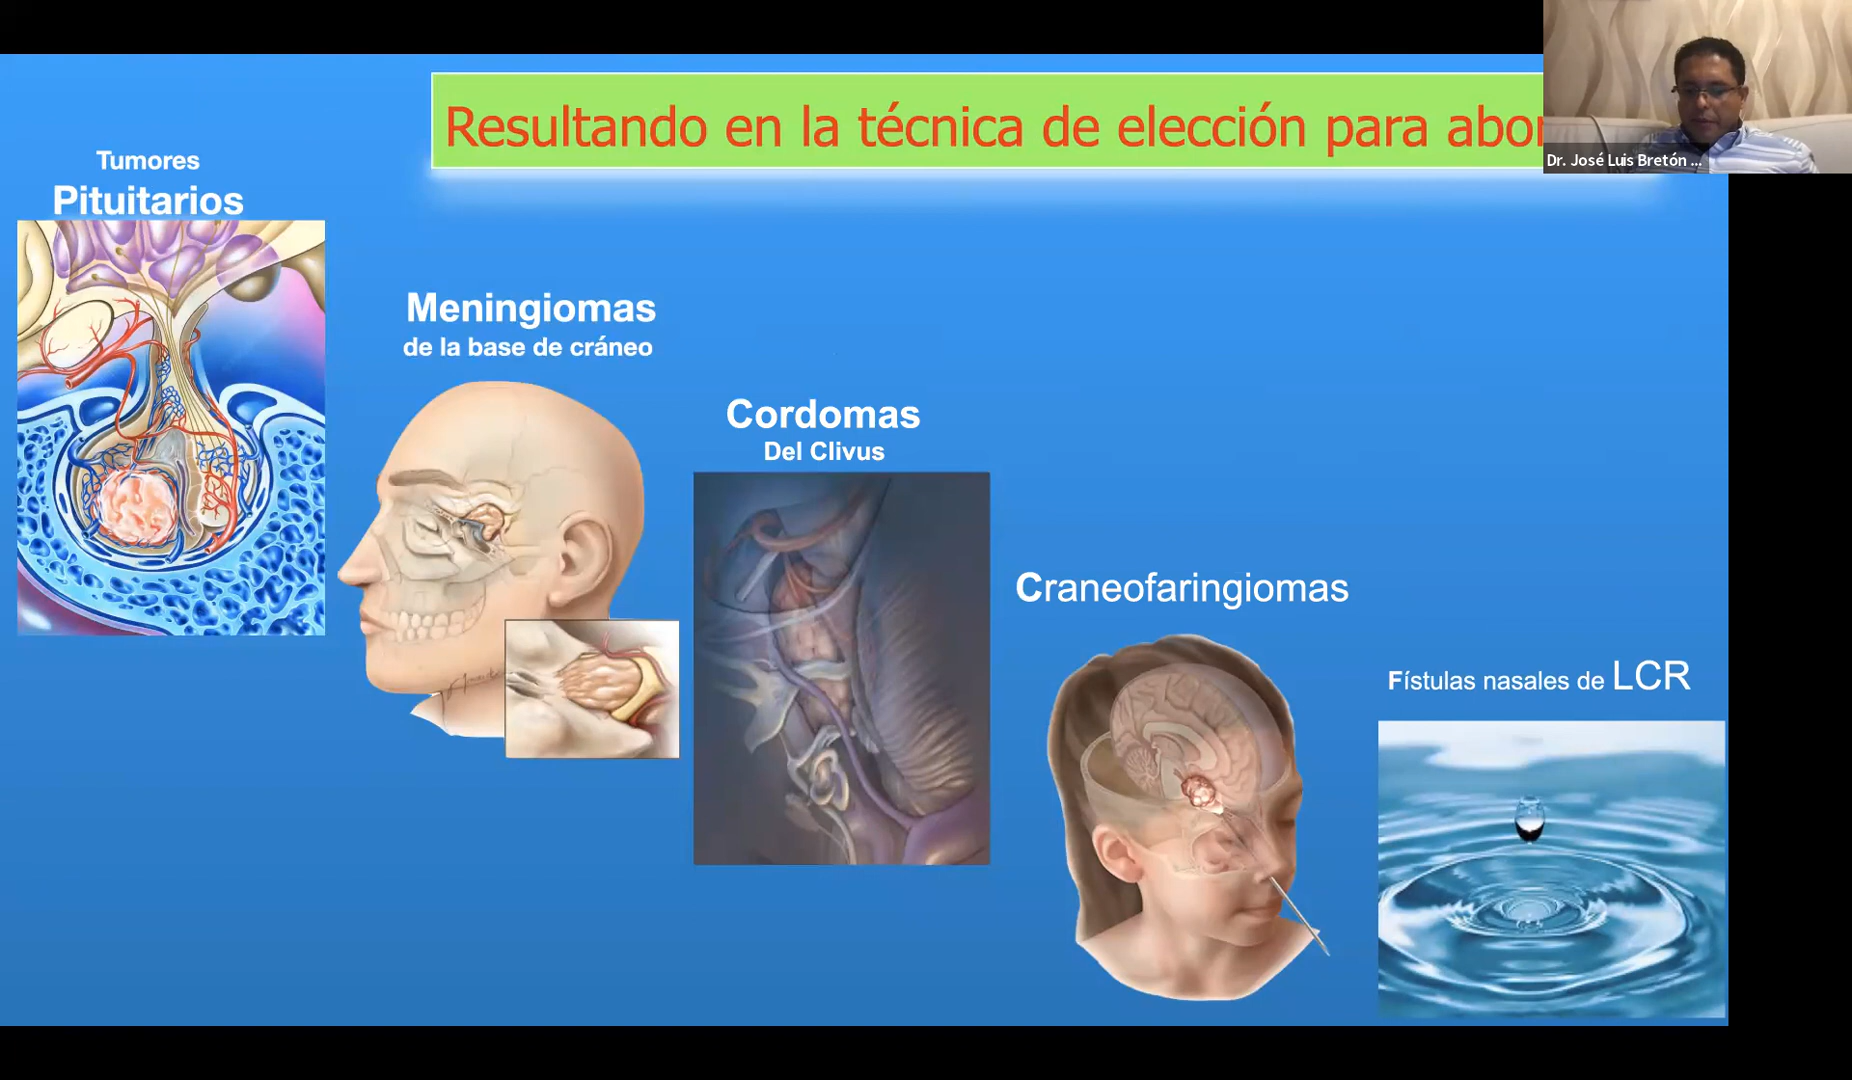 Resultando en la técnica de elección para abor
Dr. José Luis Bretón ...
Tumores
Pituitarios
Meningiomas
de la base de cráneo
Cordomas
Del Clivus
Craneofaringiomas
Fístulas nasales de LCR